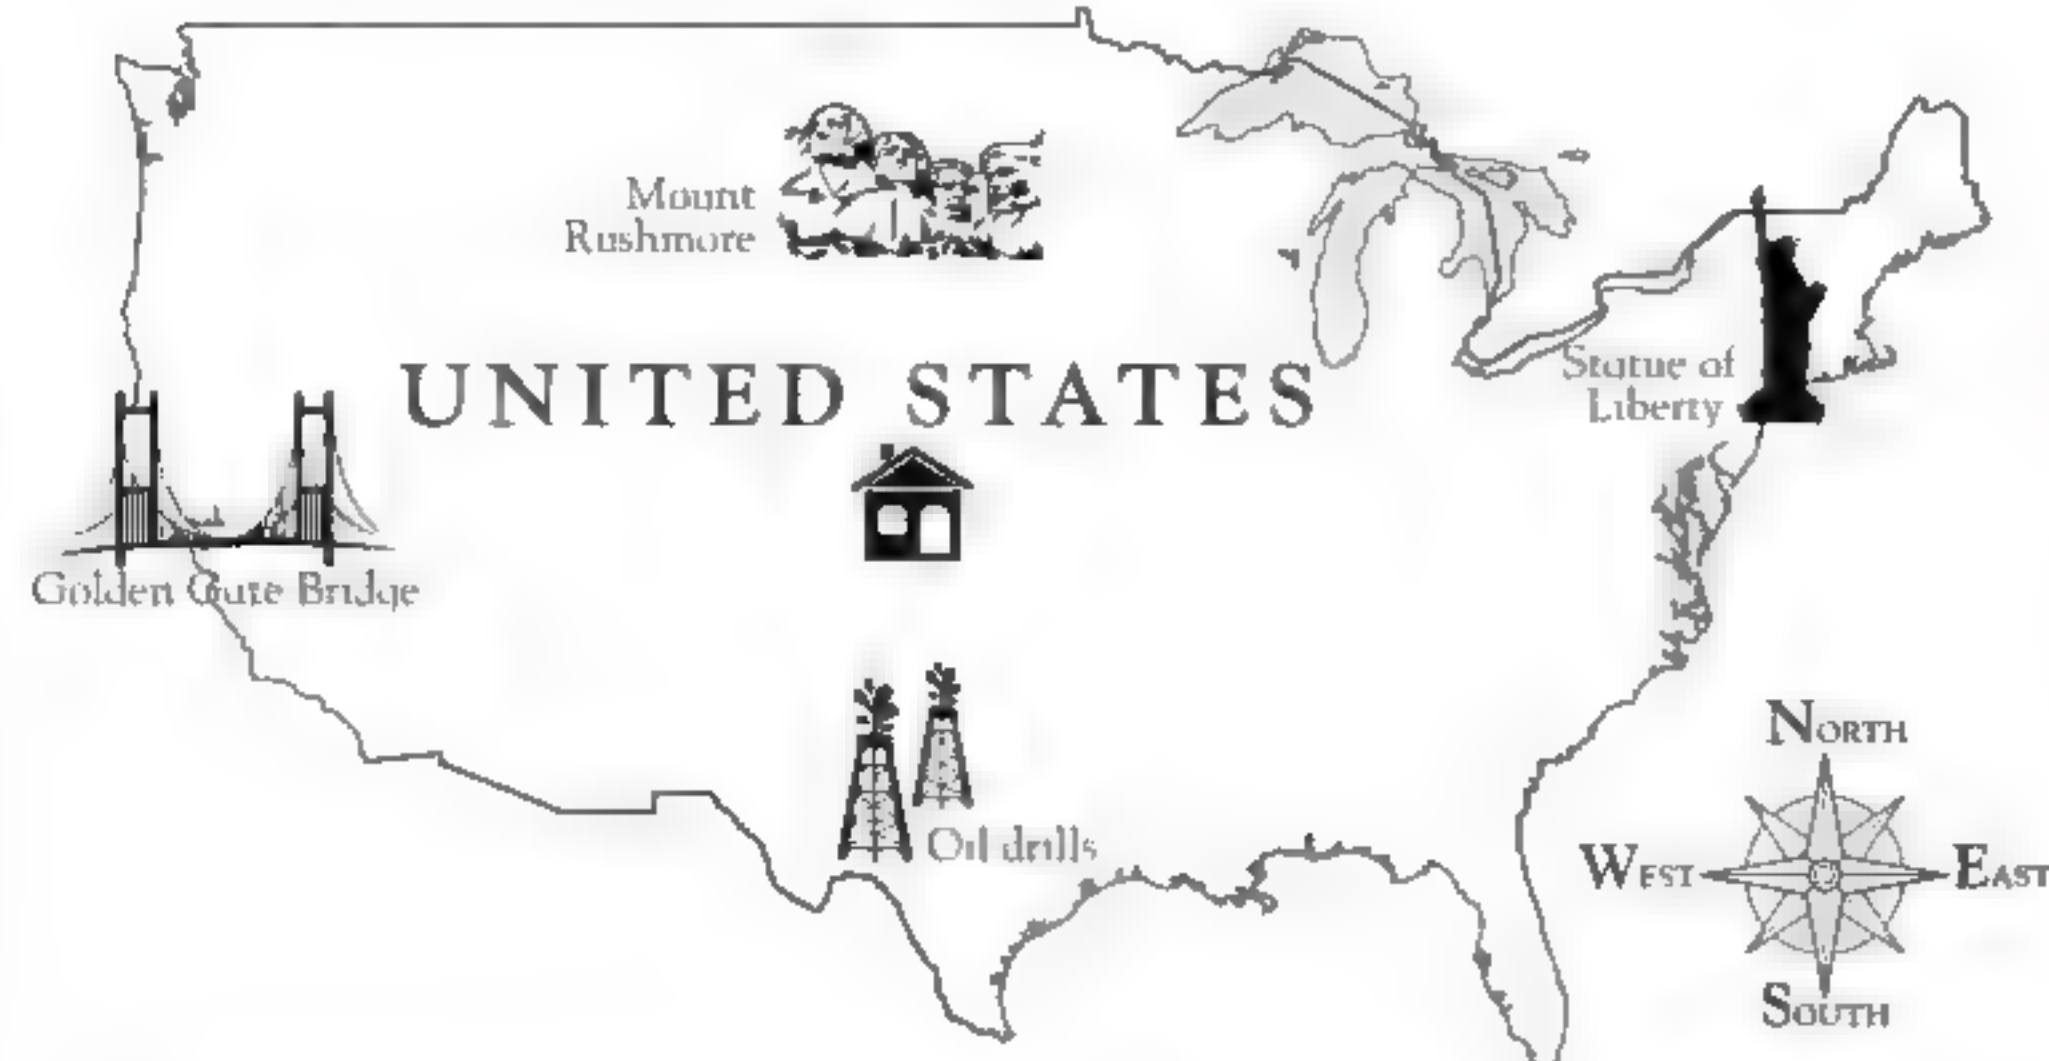 Mount
Rushmore
UNITED STATES
Statue of
Liberty
Golden Gate Bridge
Oil drills
NORTH
WEST
EAST
SOUTH